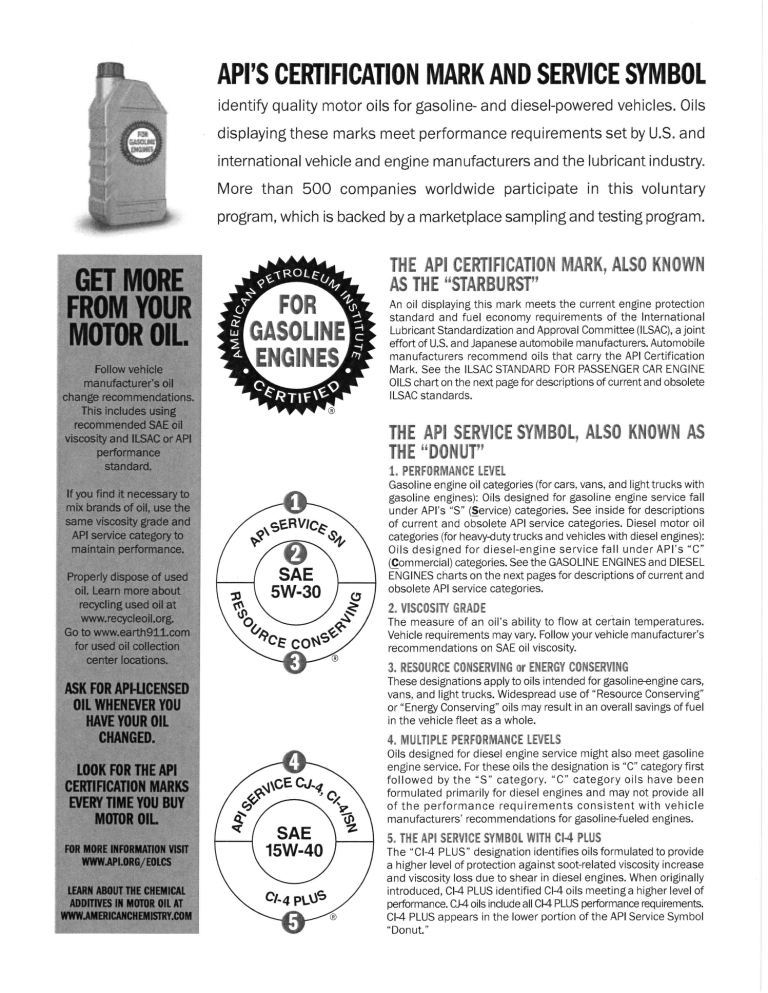 FOR
GASOLINE
ENGINES
API'S CERTIFICATION MARK AND SERVICE SYMBOL
identify quality motor oils for gasoline- and diesel-powered vehicles. Oils
displaying these marks meet performance requirements set by U.S. and
international vehicle and engine manufacturers and the lubricant industry.
More than 500 companies worldwide participate in this voluntary
program, which is backed by a marketplace sampling and testing program.
GET MORE
FROM YOUR
MOTOR OIL.
Follow vehicle
manufacturer's oil
change recommendations.
This includes using
recommended SAE oil
viscosity and ILSAC or API
performance
standard.
If you find it necessary to
mix brands of oil, use the
same viscosity grade and
API service category to
maintain performance.
Properly dispose of used
oil. Learn more about
recycling used oil at
www.recycleoil.org.
Go to www.earth911.com
for used oil collection
center locations.
ASK FOR API-LICENSED
OIL WHENEVER YOU
HAVE YOUR OIL
CHANGED.
LOOK FOR THE API
CERTIFICATION MARKS
EVERY TIME YOU BUY
MOTOR OIL.
FOR MORE INFORMATION VISIT
WWW.API.ORG/EOLCS
LEARN ABOUT THE CHEMICAL
ADDITIVES IN MOTOR OIL AT
WWW.AMERICANCHEMISTRY.COM
AMERICAN PETROLEUM INSTITUTE
FOR
GASOLINE
ENGINES
CERTIFIED
®
1
API SERVICE SN
2
SAE
5W-30
RESOURCE CONSERVING
3
®
4
API SERVICE CJ-4, CI-4/SN
SAE
15W-40
CI-4 PLUS
5
®
THE API CERTIFICATION MARK, ALSO KNOWN
AS THE "STARBURST"
An oil displaying this mark meets the current engine protection
standard and fuel economy requirements of the International
Lubricant Standardization and Approval Committee (ILSAC), a joint
effort of U.S. and Japanese automobile manufacturers. Automobile
manufacturers recommend oils that carry the API Certification
Mark. See the ILSAC STANDARD FOR PASSENGER CAR ENGINE
OILS chart on the next page for descriptions of current and obsolete
ILSAC standards.
THE API SERVICE SYMBOL, ALSO KNOWN AS
THE "DONUT"
1. PERFORMANCE LEVEL
Gasoline engine oil categories (for cars, vans, and light trucks with
gasoline engines): Oils designed for gasoline engine service fall
under API's "S" (Service) categories. See inside for descriptions
of current and obsolete API service categories. Diesel motor oil
categories (for heavy-duty trucks and vehicles with diesel engines):
Oils designed for diesel-engine service fall under API's "C"
(Commercial) categories. See the GASOLINE ENGINES and DIESEL
ENGINES charts on the next pages for descriptions of current and
obsolete API service categories.
2. VISCOSITY GRADE
The measure of an oil's ability to flow at certain temperatures.
Vehicle requirements may vary. Follow your vehicle manufacturer's
recommendations on SAE oil viscosity.
3. RESOURCE CONSERVING or ENERGY CONSERVING
These designations apply to oils intended for gasoline-engine cars,
vans, and light trucks. Widespread use of "Resource Conserving"
or "Energy Conserving" oils may result in an overall savings of fuel
in the vehicle fleet as a whole.
4. MULTIPLE PERFORMANCE LEVELS
Oils designed for diesel engine service might also meet gasoline
engine service. For these oils the designation is "C" category first
followed by the "S" category. "C" category oils have been
formulated primarily for diesel engines and may not provide all
of the performance requirements consistent with vehicle
manufacturers' recommendations for gasoline-fueled engines.
5. THE API SERVICE SYMBOL WITH CI-4 PLUS
The "CI-4 PLUS" designation identifies oils formulated to provide
a higher level of protection against soot-related viscosity increase
and viscosity loss due to shear in diesel engines. When originally
introduced, CI-4 PLUS identified CI-4 oils meeting a higher level of
performance. CJ-4 oils include all CI-4 PLUS performance requirements.
CI-4 PLUS appears in the lower portion of the API Service Symbol
"Donut."